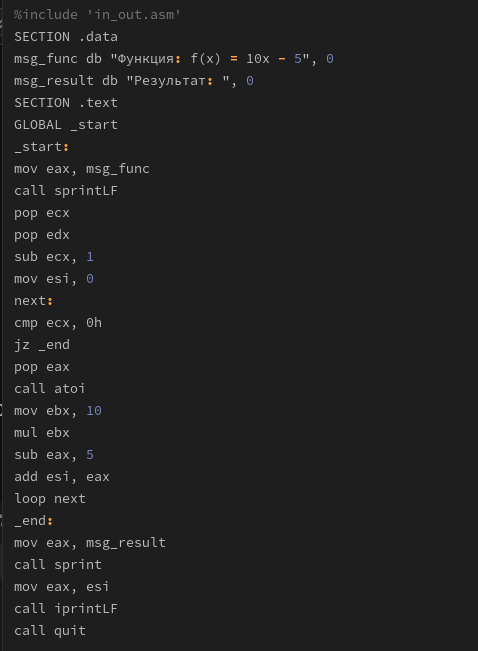 %include 'in_out.asm'
SECTION .data
msg_func db "Функция: f(x) = 10x - 5", 0
msg_result db "Результат: ", 0
SECTION .text
GLOBAL _start
_start:
mov eax, msg_func
call sprintLF
pop ecx
pop edx
sub ecx, 1
mov esi, 0
next:
cmp ecx, 0h
jz _end
pop eax
call atoi
mov ebx, 10
mul ebx
sub eax, 5
add esi, eax
loop next
_end:
mov eax, msg_result
call sprint
mov eax, esi
call iprintLF
call quit